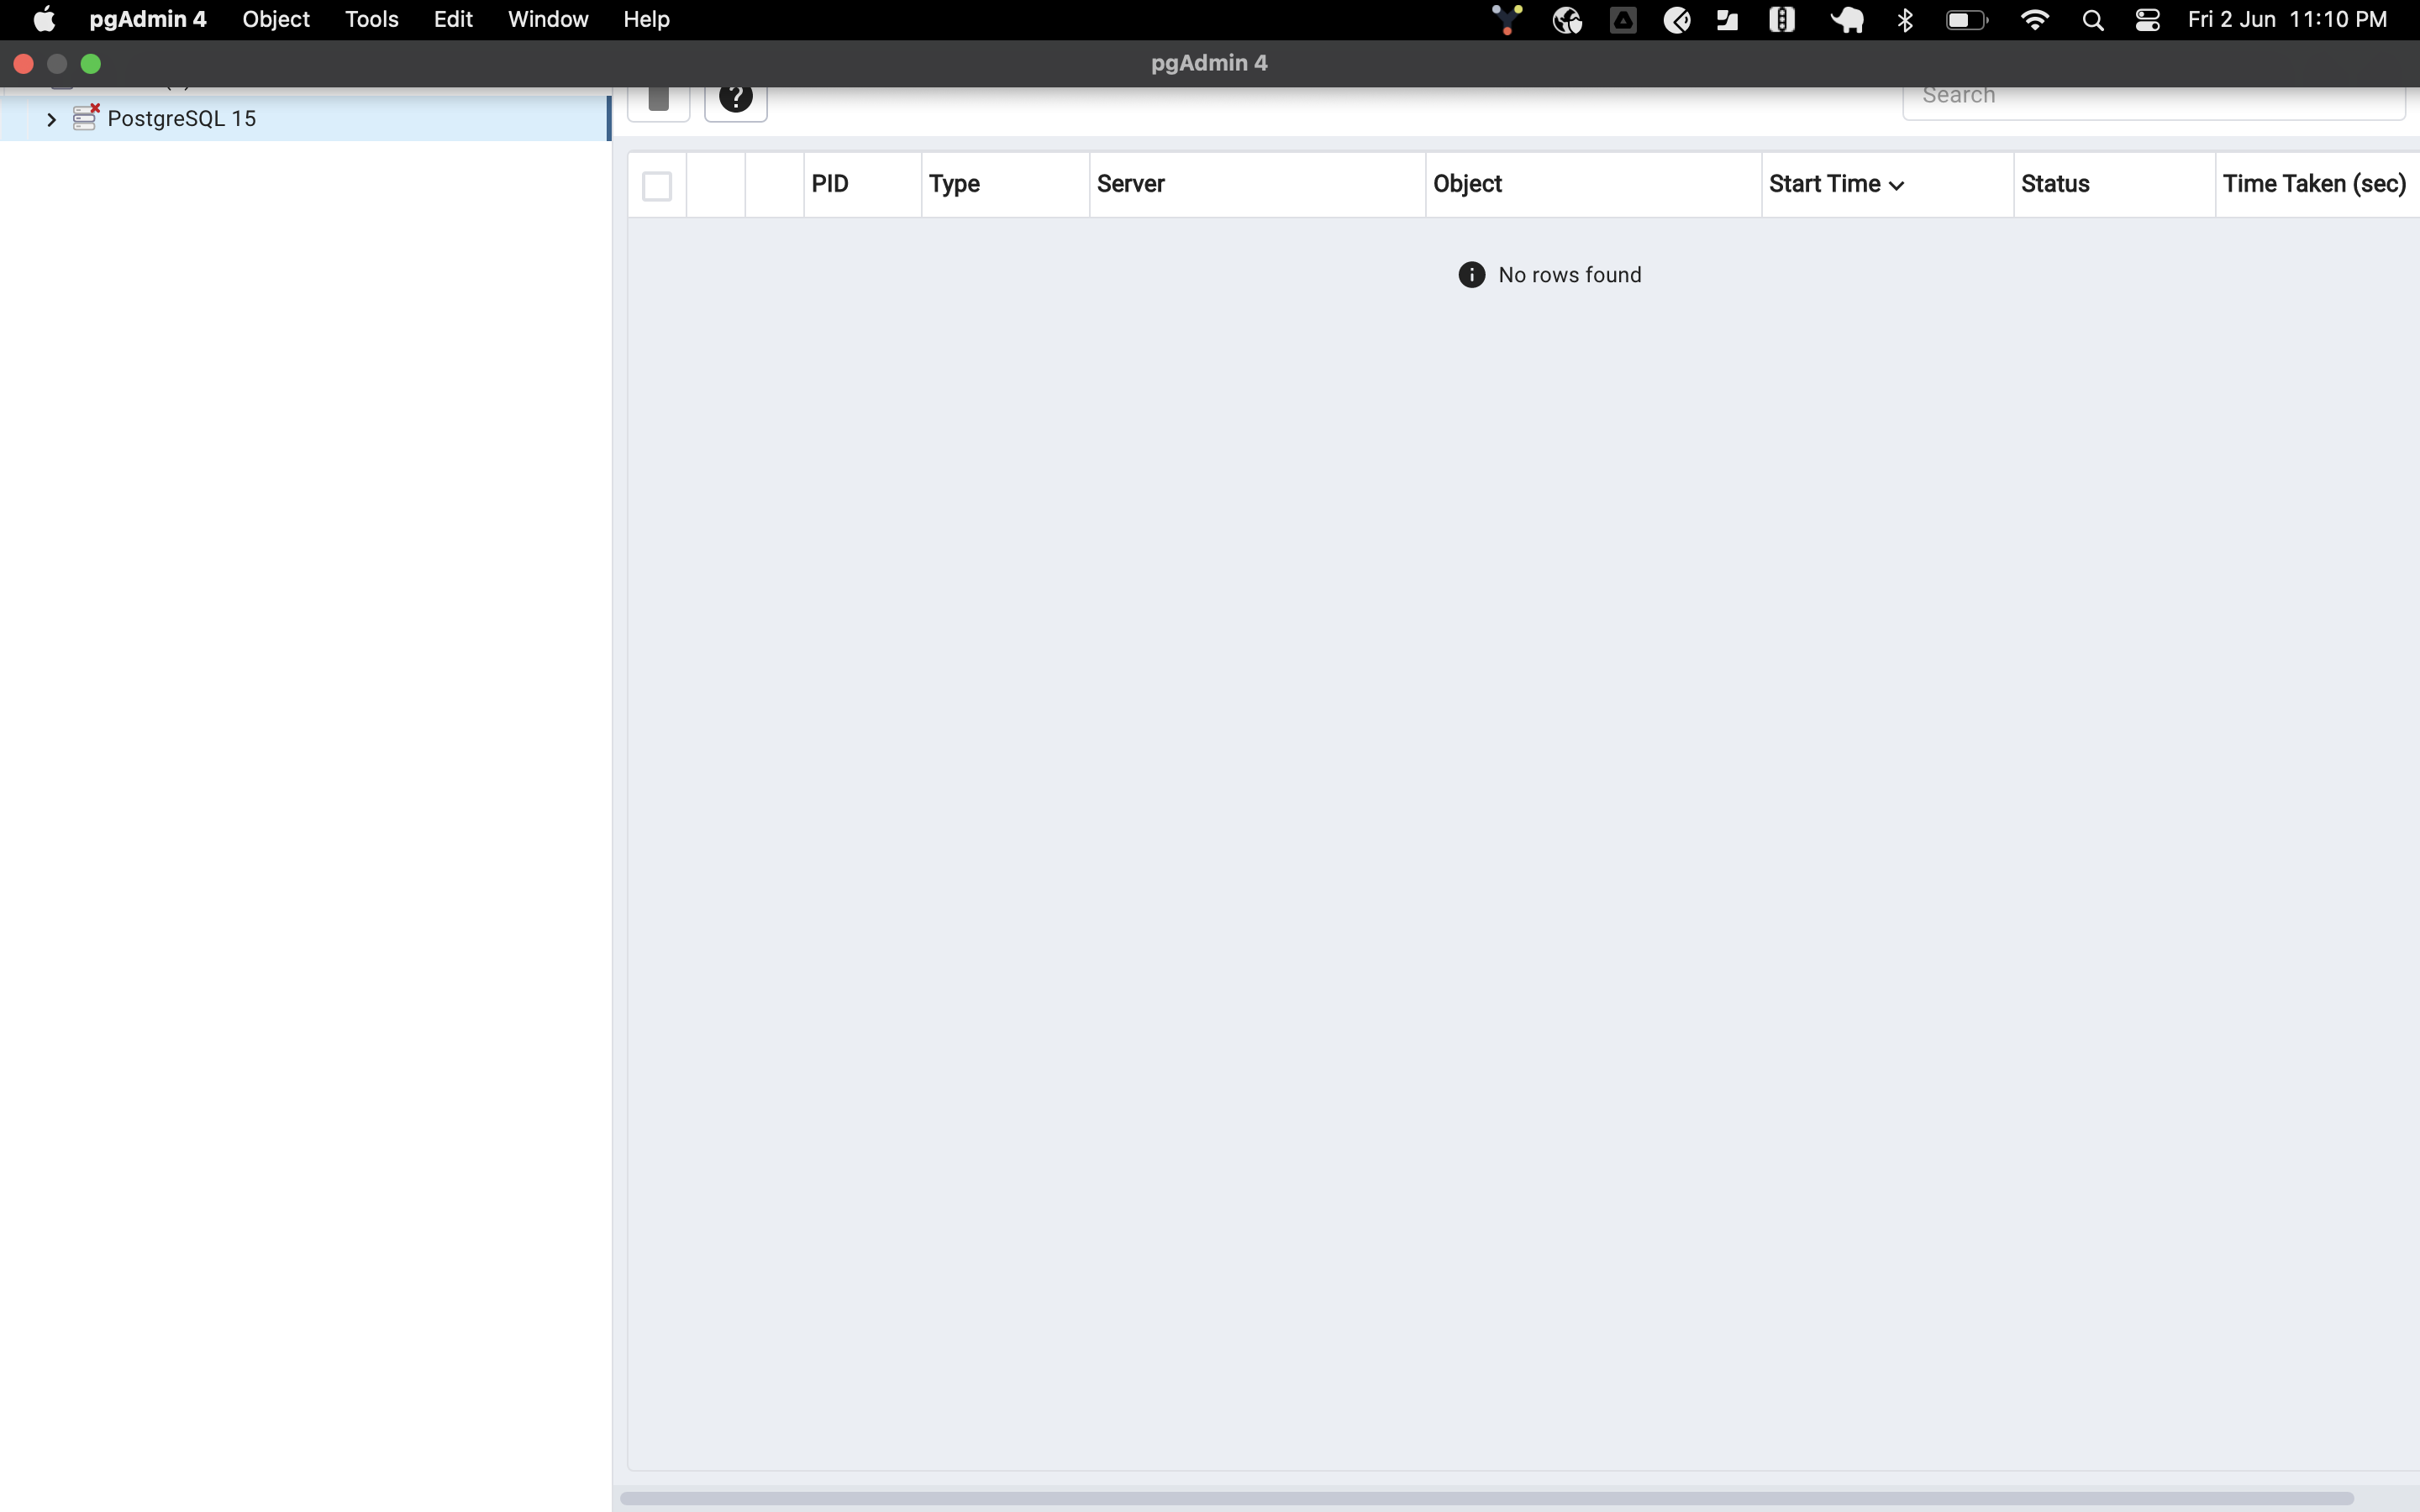 pgAdmin 4 Object Tools Edit Window Help Fri 2 Jun 11:10 PM
pgAdmin 4
Search
PostgreSQL 15
PID Type Server Object Start Time Status Time Taken (sec)
No rows found